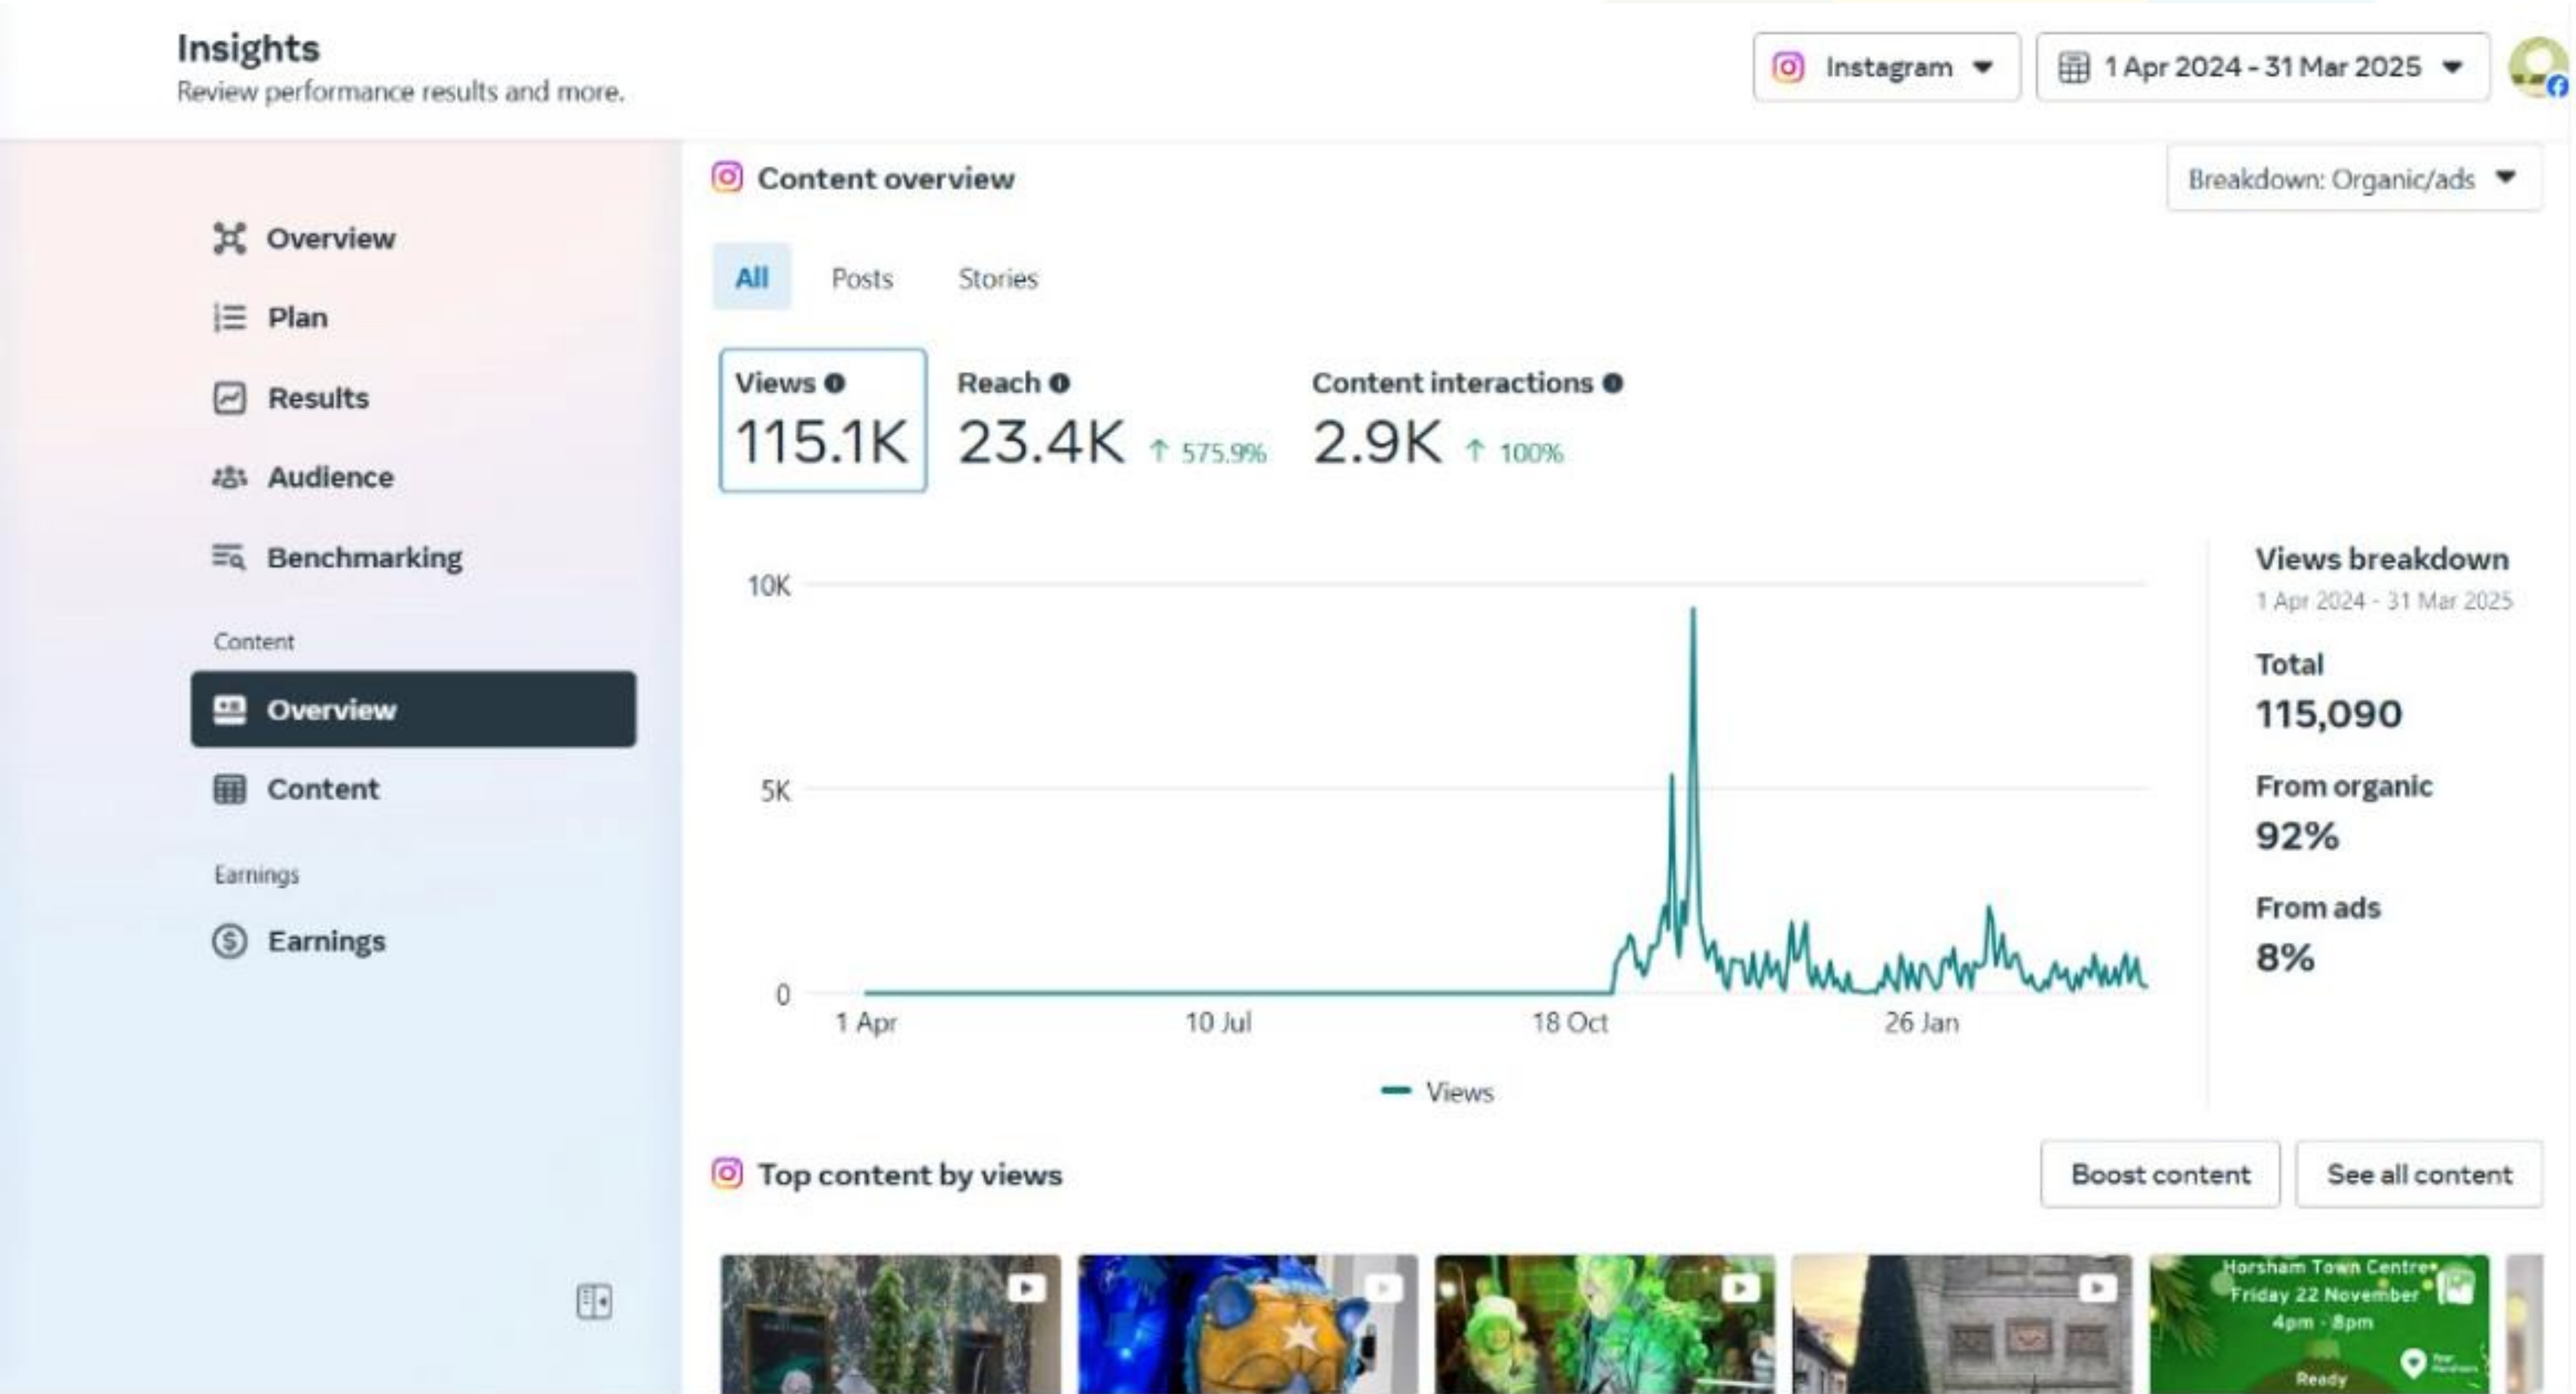 Insights
Review performance results and more.
Instagram
1 Apr 2024 - 31 Mar 2025
Overview
Plan
Results
Audience
Benchmarking
Content
Overview
Content
Earnings
Earnings
Content overview
Breakdown: Organic/ads
All Posts Stories
Views Reach Content interactions
115.1K 23.4K ↑ 575.9% 2.9K ↑ 100%
10K
5K
0
1 Apr 10 Jul 18 Oct 26 Jan
Views
Views breakdown
1 Apr 2024 - 31 Mar 2025
Total
115,090
From organic
92%
From ads
8%
Top content by views
Boost content
See all content
Horsham Town Centre
Friday 22 November
4pm - 8pm
Ready